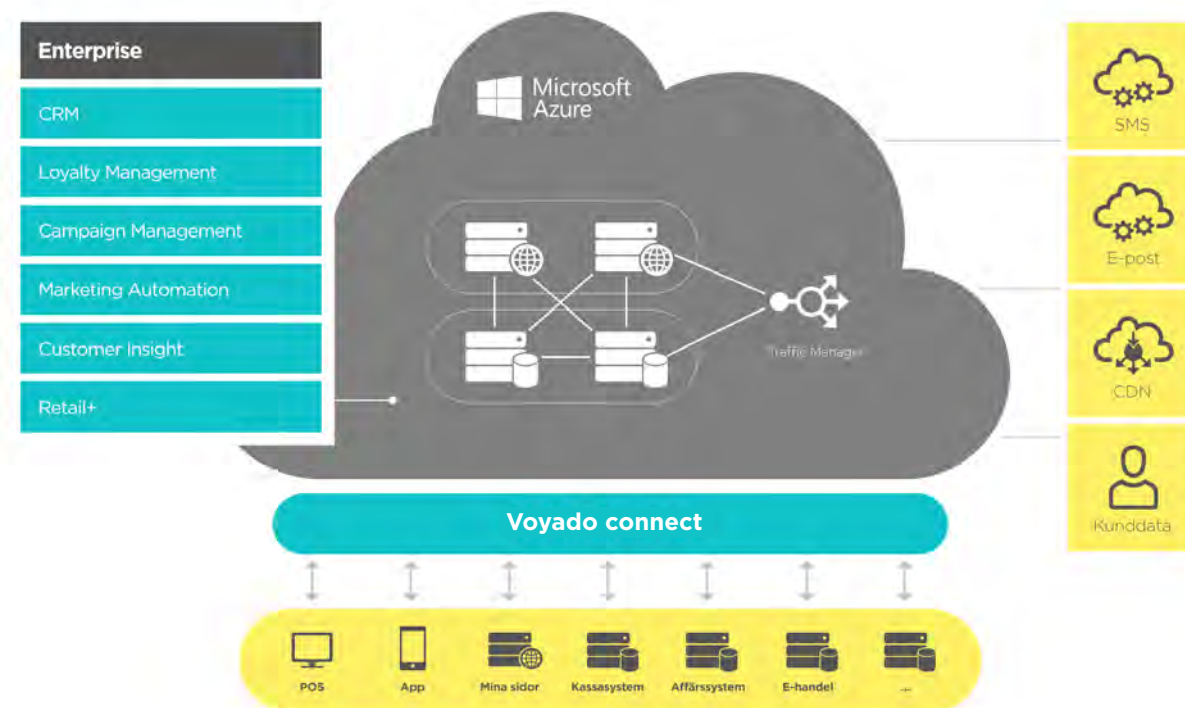 Enterprise
CRM
Loyalty Management
Campaign Management
Marketing Automation
Customer Insight
Retail+
Microsoft
Azure
Traffic Manager
SMS
E-post
CDN
Kunddata
Voyado connect
POS
App
Mina sidor
Kassasystem
Affärssystem
E-handel
...